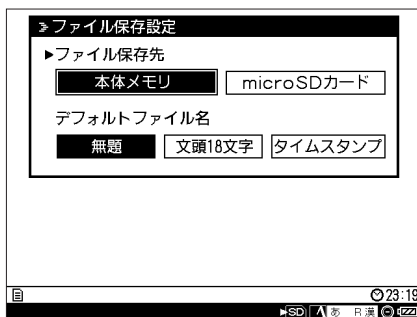 ファイル保存設定
▶ファイル保存先
本体メモリ microSDカード
デフォルトファイル名
無題 文頭18文字 タイムスタンプ
23:19
▶SD あ R漢